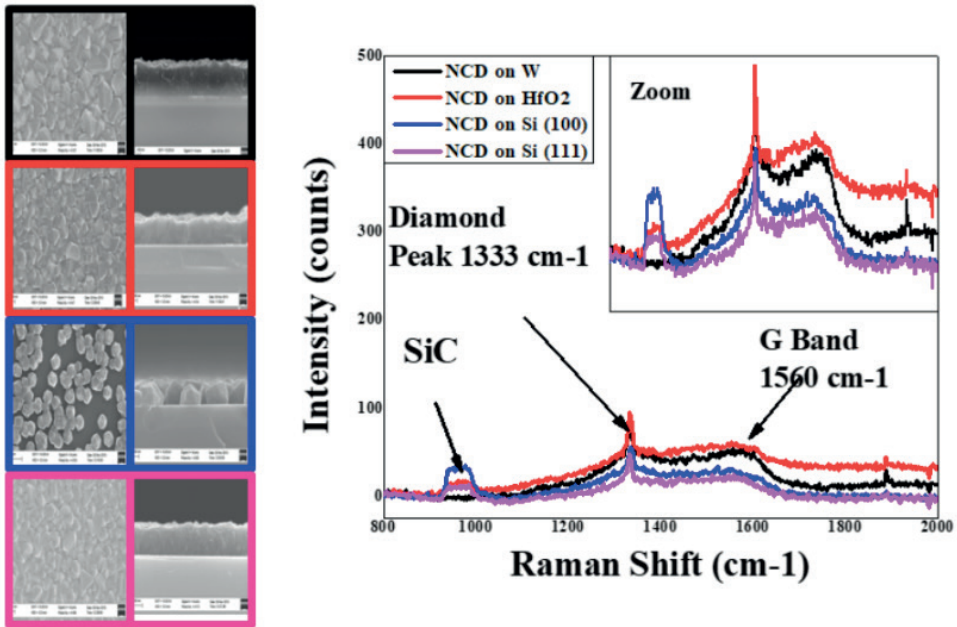 500
400
300
200
100
0
Intensity (counts)
NCD on W
NCD on HfO2
NCD on Si (100)
NCD on Si (111)
Zoom
Diamond
Peak 1333 cm-1
SiC
G Band
1560 cm-1
800
1000
1200
1400
1600
1800
2000
Raman Shift (cm-1)